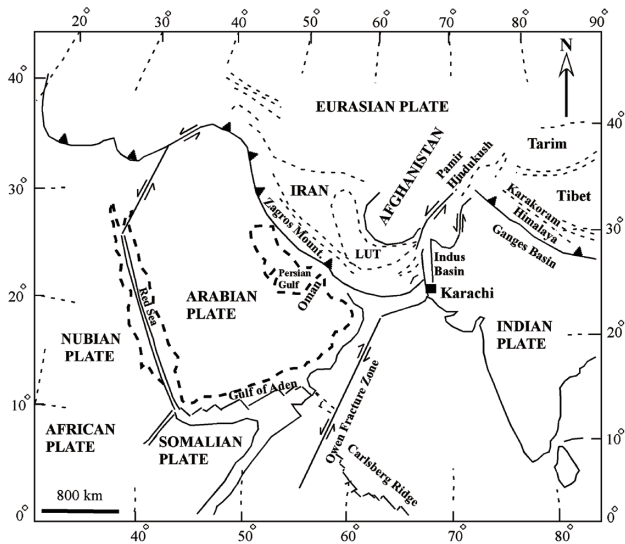 20° 30° 40° 50° 60° 70° 80° 90°
N
40°
EURASIAN PLATE
40°
Tarim
AFGHANISTAN
Pamir
Hindukush
30°
IRAN
Karakoram
Himalaya
Tibet
Zagros Mount
Ganges Basin
30°
LUT
Indus
Basin
Persian
Gulf
Oman
Karachi
20°
ARABIAN
PLATE
Red Sea
INDIAN
PLATE
20°
NUBIAN
PLATE
Gulf of Aden
Owen Fracture Zone
10°
AFRICAN
PLATE
SOMALIAN
PLATE
10°
Carlsberg Ridge
800 km
0°
0°
40° 50° 60° 70° 80°